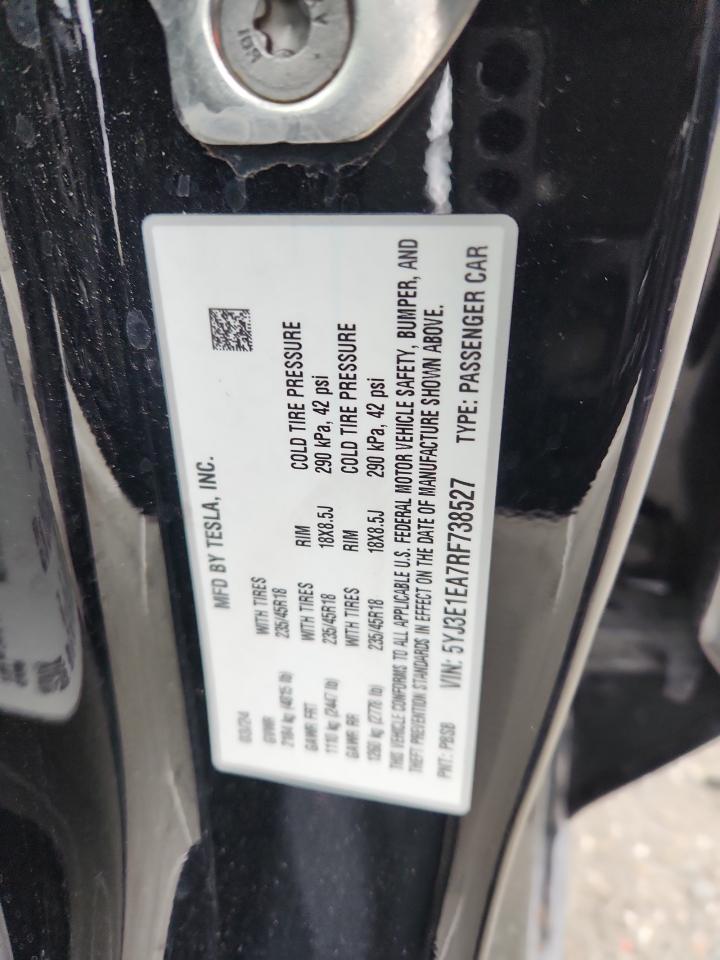 MFD BY TESLA, INC.
03/24
GVWR WITH TIRES
2184 kg (4815 lb) 235/45R18
GAWR FRT WITH TIRES RIM COLD TIRE PRESSURE
1110 kg (2447 lb) 235/45R18 18X8.5J 290 kPa, 42 psi
GAWR RR WITH TIRES RIM COLD TIRE PRESSURE
1260 kg (2778 lb) 235/45R18 18X8.5J 290 kPa, 42 psi
THIS VEHICLE CONFORMS TO ALL APPLICABLE U.S. FEDERAL MOTOR VEHICLE SAFETY, BUMPER, AND
THEFT PREVENTION STANDARDS IN EFFECT ON THE DATE OF MANUFACTURE SHOWN ABOVE.
PNT: PBSB VIN: 5YJ3E1EA7RF738527 TYPE: PASSENGER CAR